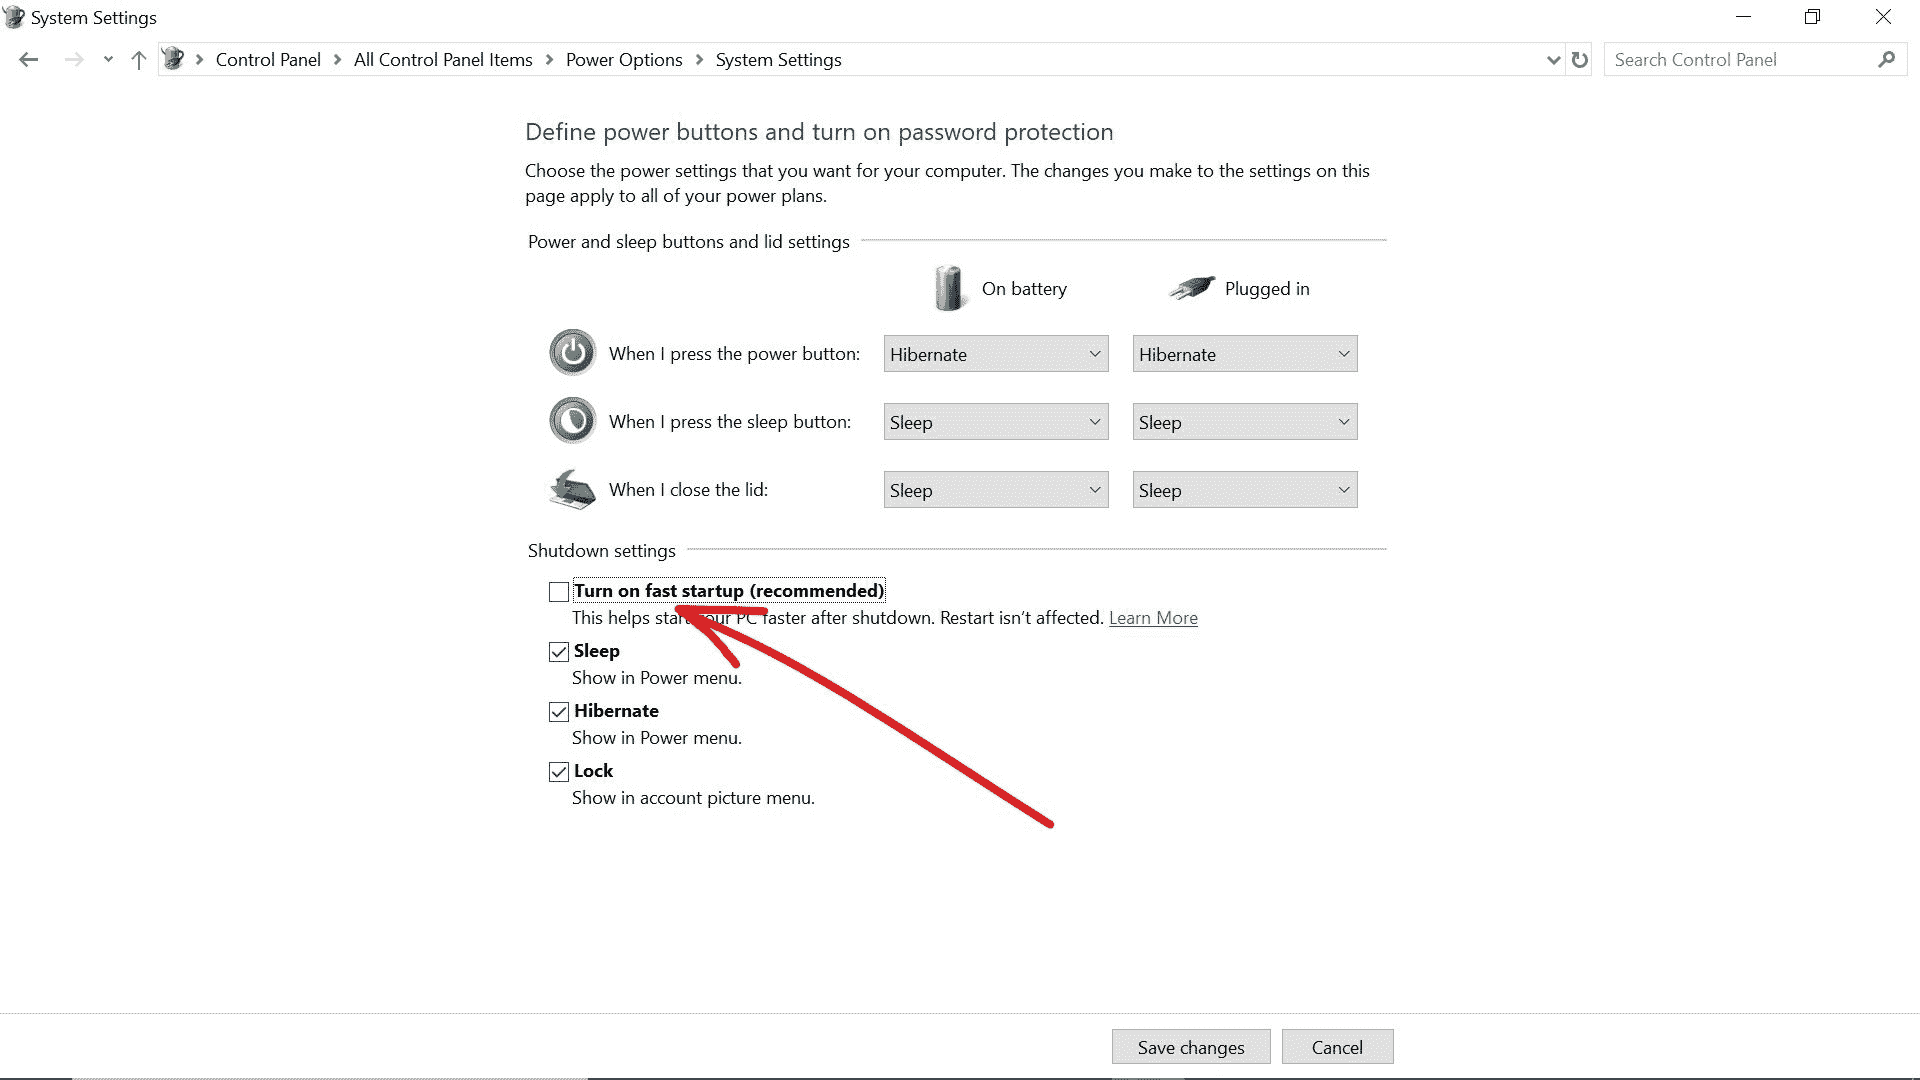 System Settings
Control Panel > All Control Panel Items > Power Options > System Settings
Search Control Panel
Define power buttons and turn on password protection
Choose the power settings that you want for your computer. The changes you make to the settings on this
page apply to all of your power plans.
Power and sleep buttons and lid settings
On battery Plugged in
When I press the power button: Hibernate Hibernate
When I press the sleep button: Sleep Sleep
When I close the lid: Sleep Sleep
Shutdown settings
Turn on fast startup (recommended)
This helps start your PC faster after shutdown. Restart isn't affected. Learn More
Sleep
Show in Power menu.
Hibernate
Show in Power menu.
Lock
Show in account picture menu.
Save changes Cancel